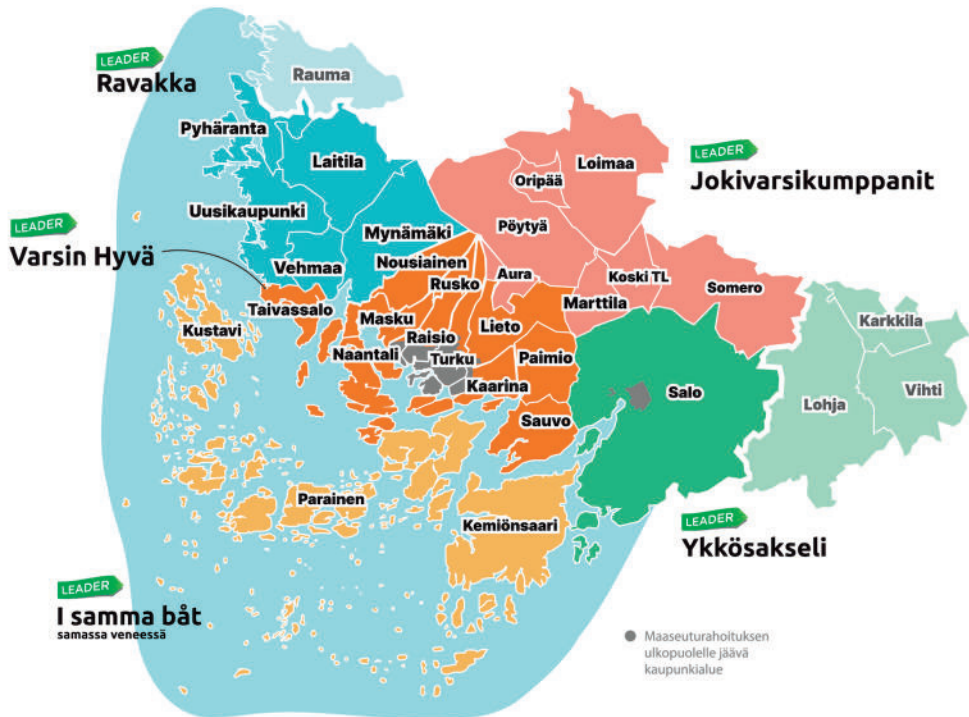 LEADER
Ravakka
Rauma
Pyhäranta
Laitila
Loimaa
LEADER
Jokivarsikumppanit
Oripää
Uusikaupunki
Pöytyä
LEADER
Varsin Hyvä
Mynämäki
Nousiainen
Vehmaa
Rusko
Aura
Koski TL
Somero
Taivassalo
Marttila
Masku
Lieto
Kustavi
Karkkila
Raisio
Naantali
Turku
Paimio
Vihti
Kaarina
Salo
Lohja
Sauvo
Parainen
Kemiönsaari
LEADER
Ykkösakseli
LEADER
I samma båt
samassa veneessä
Maaseuturahoituksen
ulkopuolelle jäävä
kaupunkialue